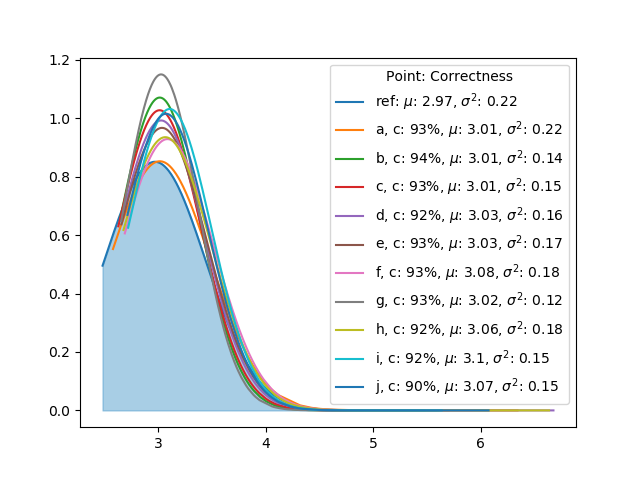 Point: Correctness
ref: μ: 2.97, σ²: 0.22
a, c: 93%, μ: 3.01, σ²: 0.22
b, c: 94%, μ: 3.01, σ²: 0.14
c, c: 93%, μ: 3.01, σ²: 0.15
d, c: 92%, μ: 3.03, σ²: 0.16
e, c: 93%, μ: 3.03, σ²: 0.17
f, c: 93%, μ: 3.08, σ²: 0.18
g, c: 93%, μ: 3.02, σ²: 0.12
h, c: 92%, μ: 3.06, σ²: 0.18
i, c: 92%, μ: 3.1, σ²: 0.15
j, c: 90%, μ: 3.07, σ²: 0.15
1.2
1.0
0.8
0.6
0.4
0.2
0.0
3 4 5 6